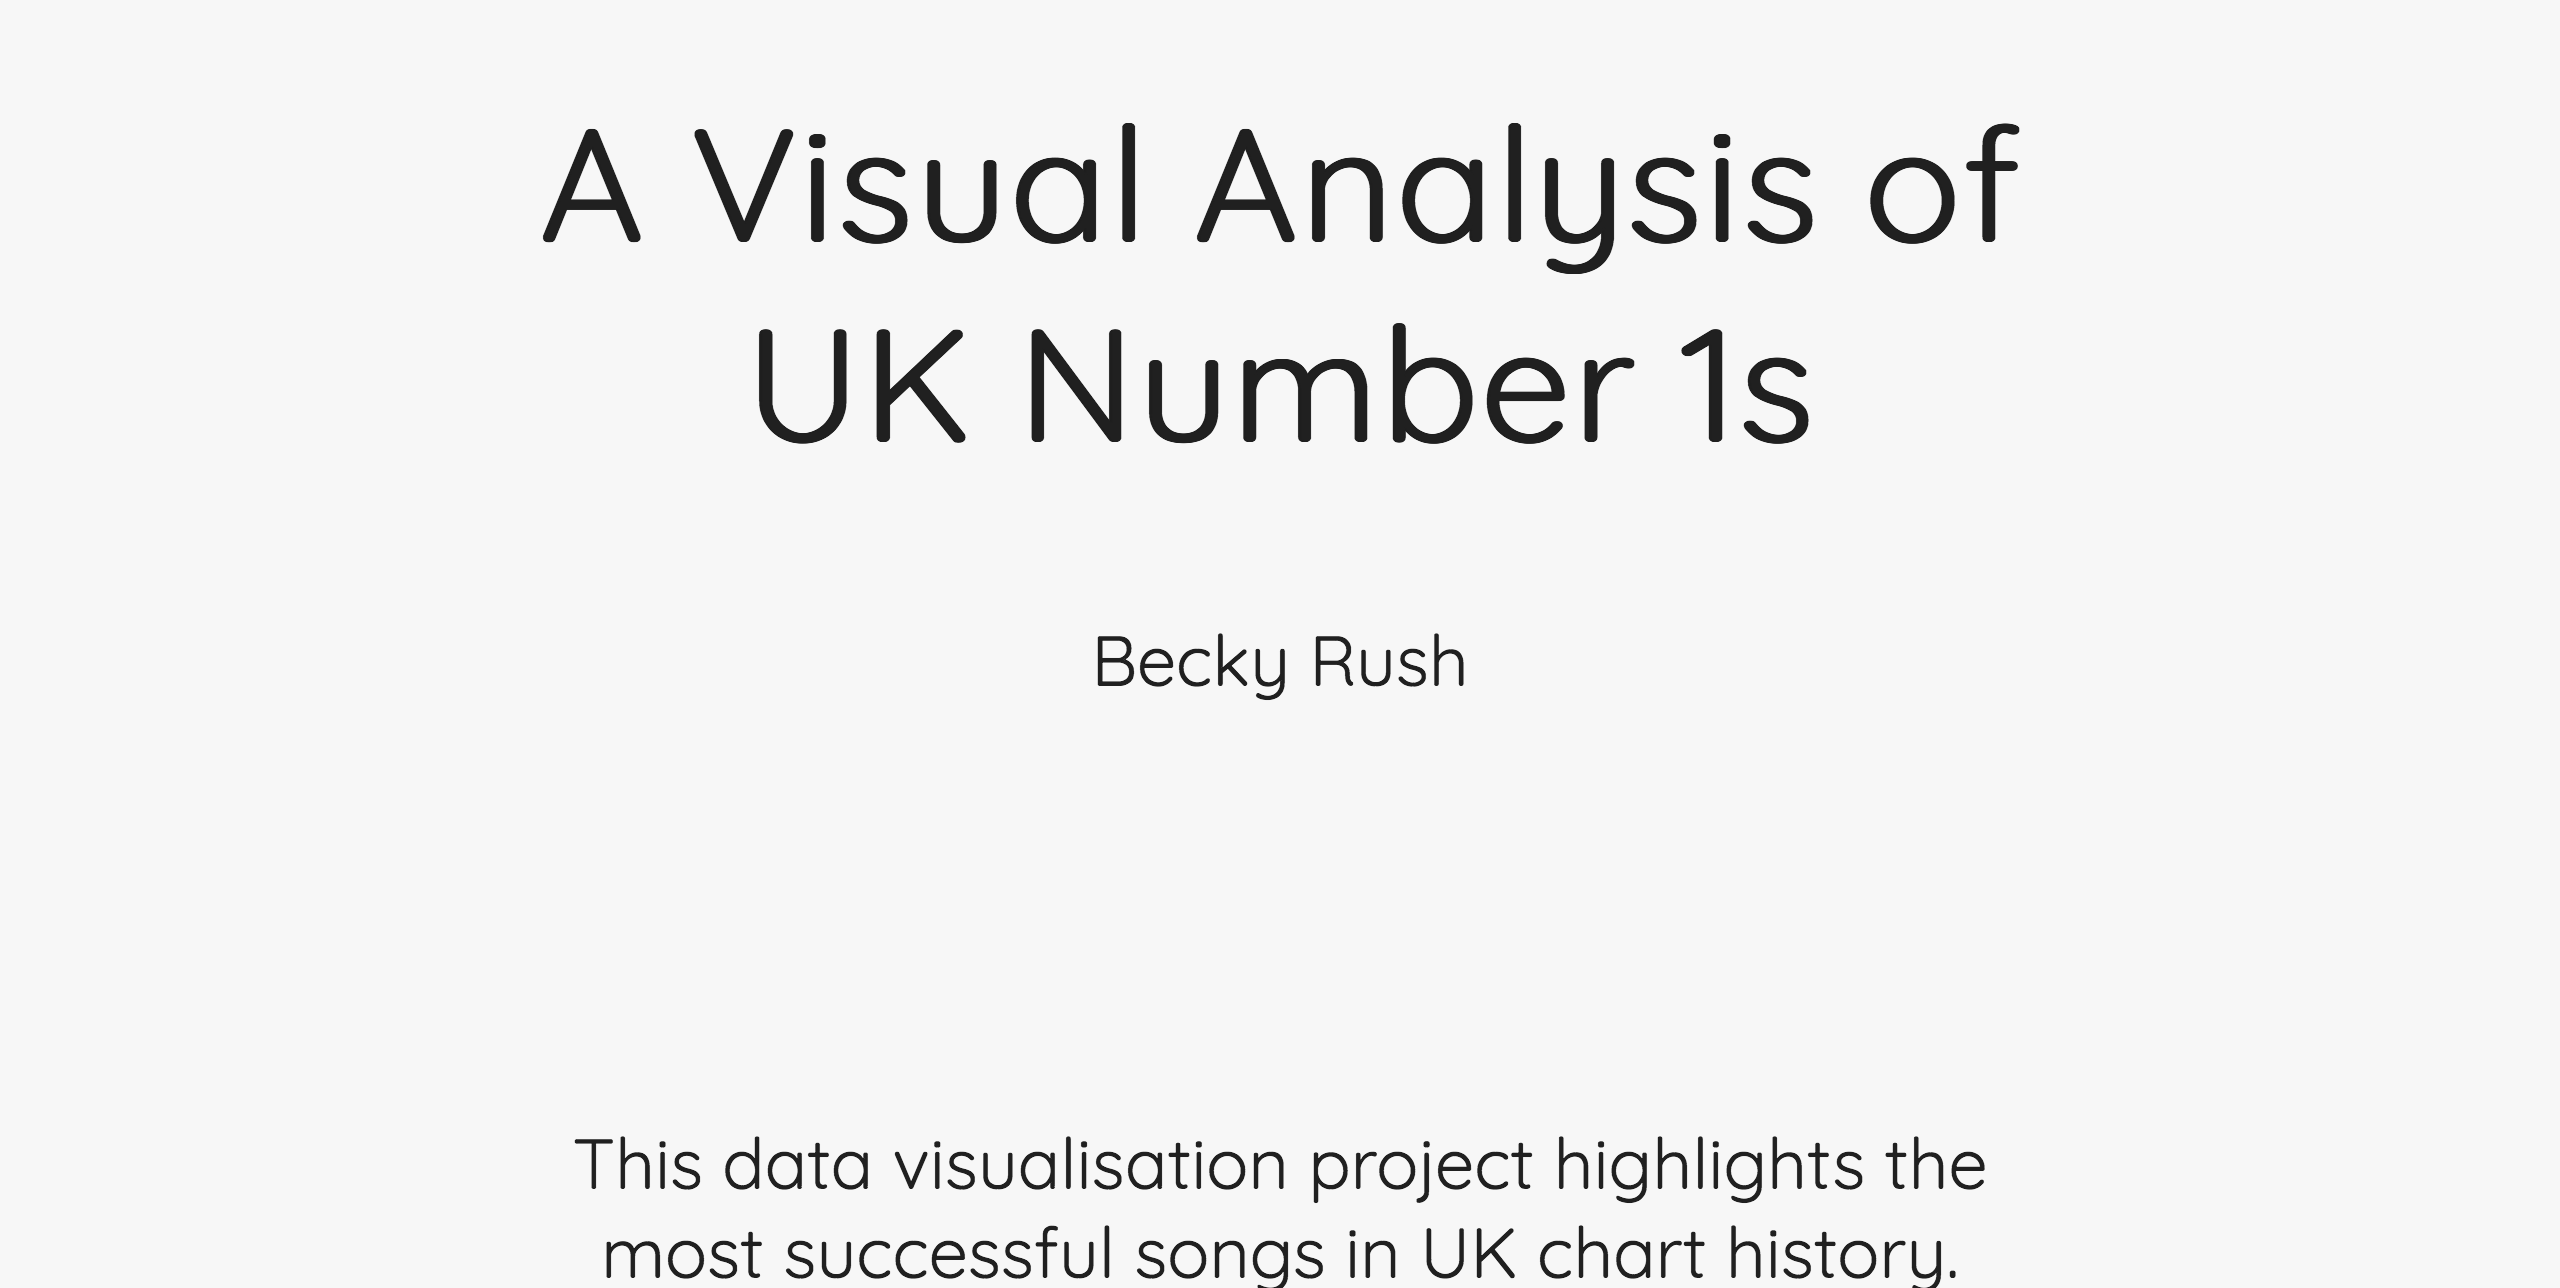 A Visual Analysis of
UK Number 1s
Becky Rush
This data visualisation project highlights the
most successful songs in UK chart history.